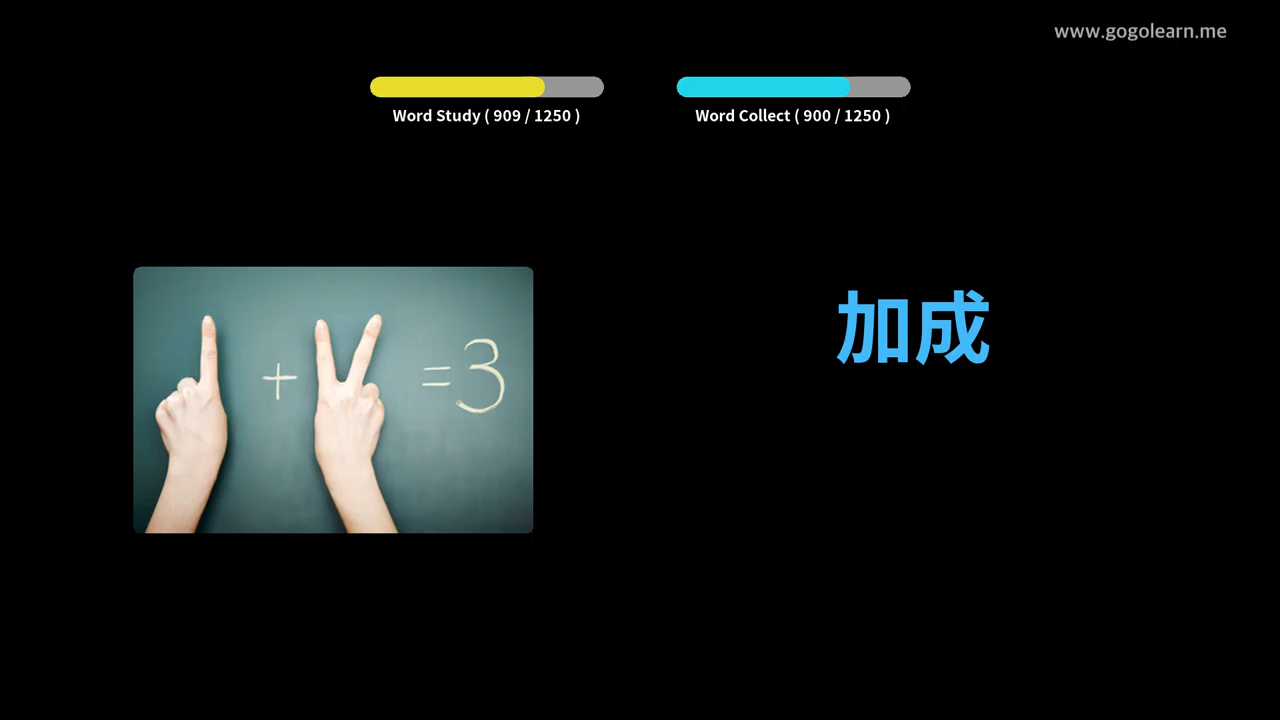 www.gogolearn.me
Word Study ( 909 / 1250 )
Word Collect ( 900 / 1250 )
+ = 3
加成